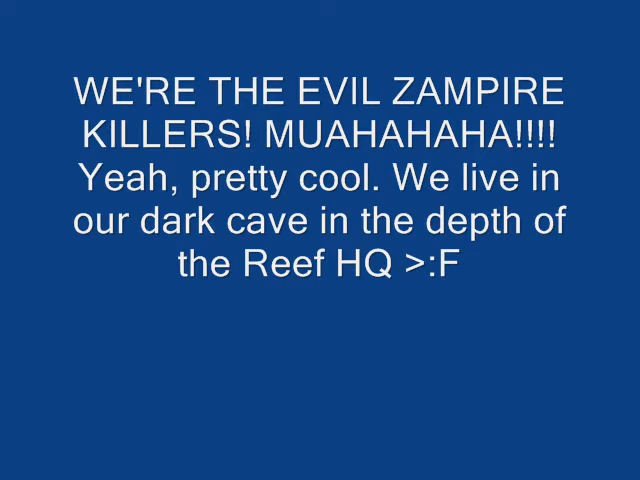 WE'RE THE EVIL ZAMPIRE
KILLERS! MUAHAHAHA!!!!
Yeah, pretty cool. We live in
our dark cave in the depth of
the Reef HQ >:F